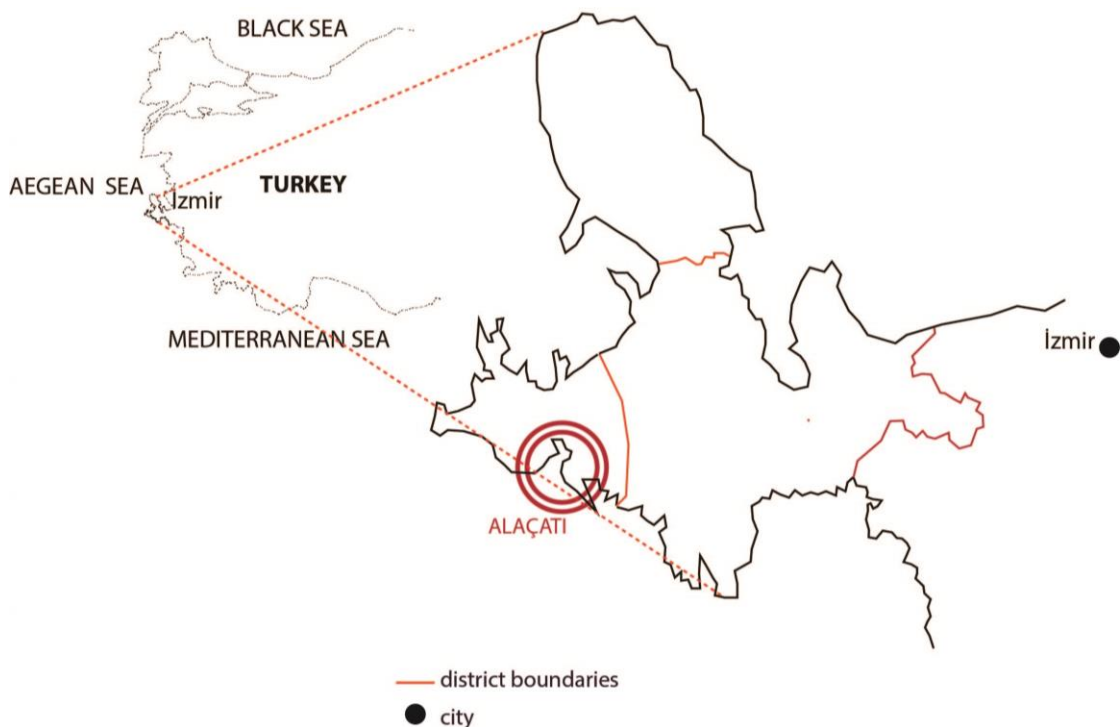 BLACK SEA
AEGEAN SEA
İzmir
TURKEY
MEDITERRANEAN SEA
İzmir
ALAÇATI
district boundaries
city